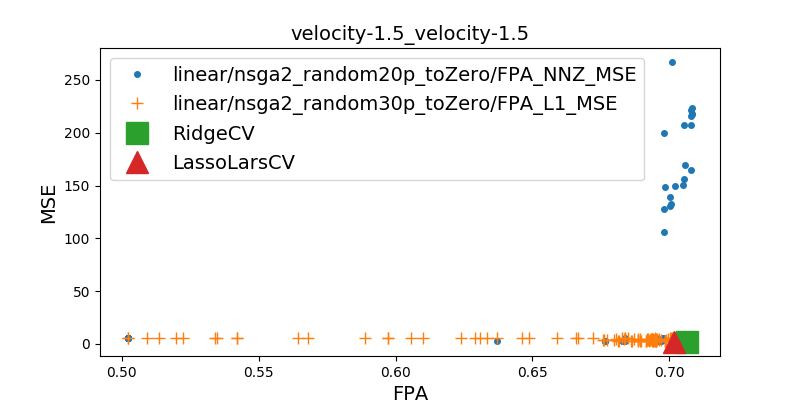 velocity-1.5_velocity-1.5
linear/nsga2_random20p_toZero/FPA_NNZ_MSE
linear/nsga2_random30p_toZero/FPA_L1_MSE
RidgeCV
LassoLarsCV
MSE
250
200
150
100
50
0
0.50 0.55 0.60 0.65 0.70
FPA